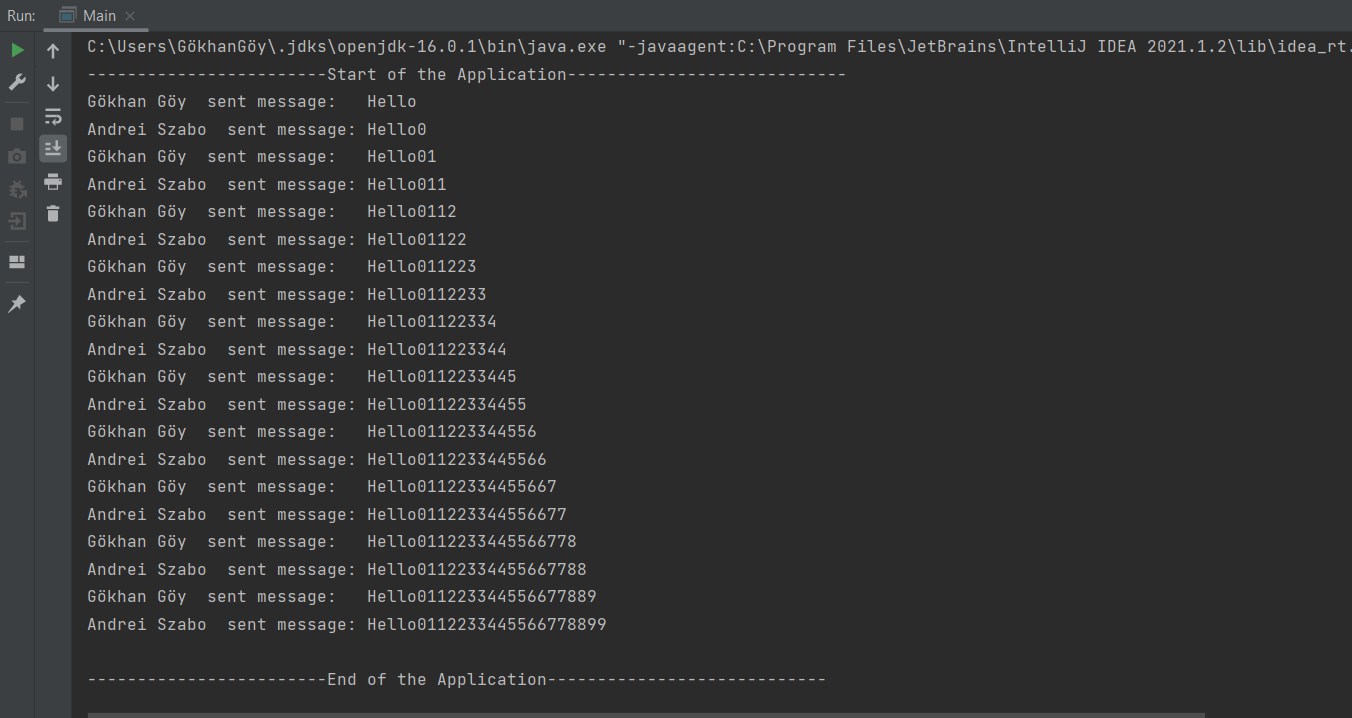 Run: Main
C:\Users\GökhanGöy\.jdks\openjdk-16.0.1\bin\java.exe "-javaagent:C:\Program Files\JetBrains\IntelliJ IDEA 2021.1.2\lib\idea_rt.
------------------------Start of the Application----------------------------
Gökhan Göy  sent message:   Hello
Andrei Szabo  sent message: Hello0
Gökhan Göy  sent message:   Hello01
Andrei Szabo  sent message: Hello011
Gökhan Göy  sent message:   Hello0112
Andrei Szabo  sent message: Hello01122
Gökhan Göy  sent message:   Hello011223
Andrei Szabo  sent message: Hello0112233
Gökhan Göy  sent message:   Hello01122334
Andrei Szabo  sent message: Hello011223344
Gökhan Göy  sent message:   Hello0112233445
Andrei Szabo  sent message: Hello01122334455
Gökhan Göy  sent message:   Hello011223344556
Andrei Szabo  sent message: Hello0112233445566
Gökhan Göy  sent message:   Hello01122334455667
Andrei Szabo  sent message: Hello011223344556677
Gökhan Göy  sent message:   Hello0112233445566778
Andrei Szabo  sent message: Hello01122334455667788
Gökhan Göy  sent message:   Hello011223344556677889
Andrei Szabo  sent message: Hello0112233445566778899
------------------------End of the Application----------------------------